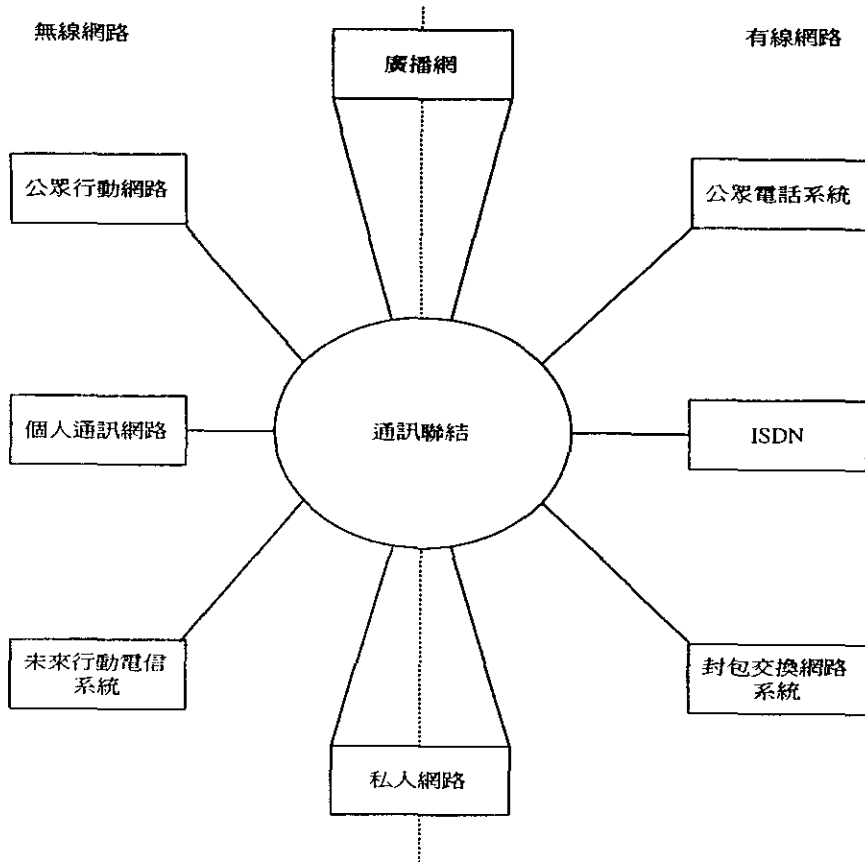 無線網路
有線網路
廣播網
公眾行動網路
公眾電話系統
個人通訊網路
通訊聯結
ISDN
未來行動電信
系統
封包交換網路
系統
私人網路